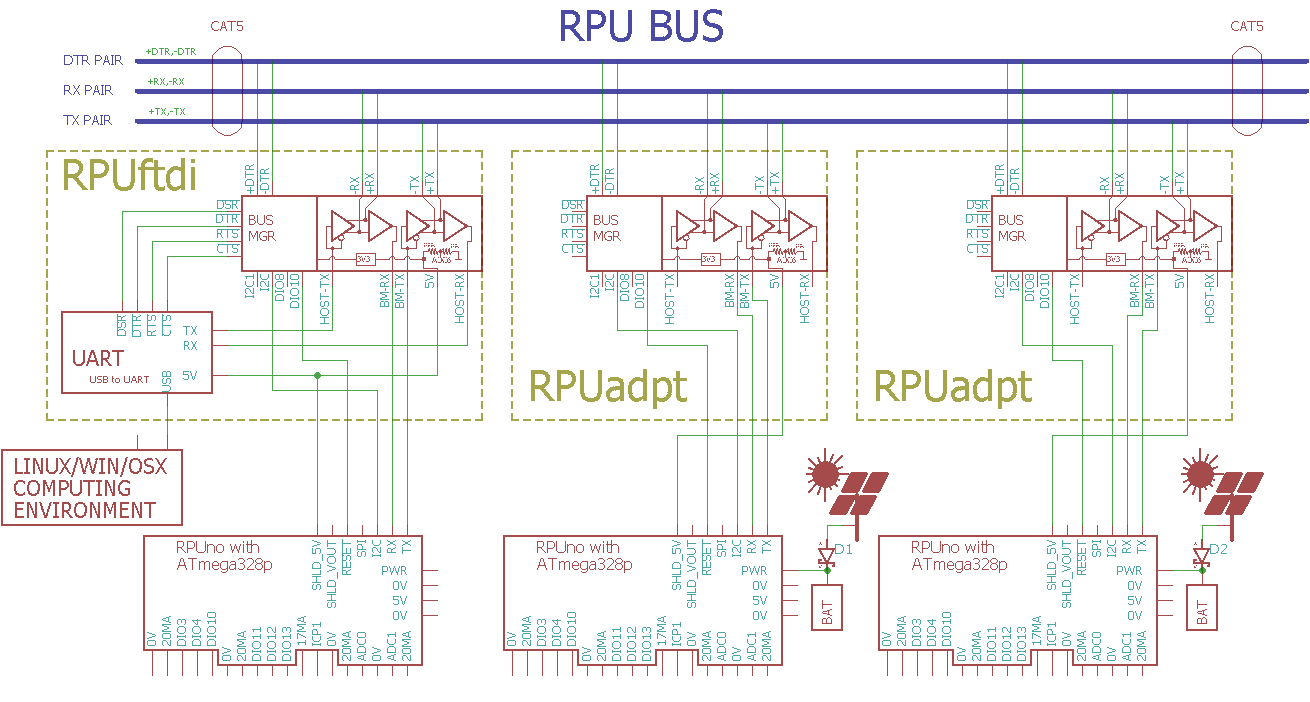 RPU BUS
CAT5
CAT5
DTR PAIR
+DTR,-DTR
RX PAIR
+RX,-RX
TX PAIR
+TX,-TX
RPUftdi
+DTR
-DTR
-RX
+RX
-TX
+TX
DSR
DTR
RTS
CTS
BUS
MGR
3V3
I2C1
I2C
DIO8
DIO10
HOST-TX
BM-RX
BM-TX
5V
HOST-RX
DSR
DTR
RTS
CTS
TX
RX
5V
UART
USB to UART
USB
LINUX/WIN/OSX
COMPUTING
ENVIRONMENT
+DTR
-DTR
-RX
+RX
-TX
+TX
DSR
DTR
RTS
CTS
BUS
MGR
3V3
I2C1
I2C
DIO8
DIO10
HOST-TX
BM-RX
BM-TX
5V
HOST-RX
RPUadpt
+DTR
-DTR
-RX
+RX
-TX
+TX
DSR
DTR
RTS
CTS
BUS
MGR
3V3
I2C1
I2C
DIO8
DIO10
HOST-TX
BM-RX
BM-TX
5V
HOST-RX
RPUadpt
RPUno with
ATmega328p
SHLD_5V
SHLD_VOUT
RESET
SPI
I2C
RX
TX
PWR
0V
5V
0V
0V
20MA
DIO3
DIO4
DIO10
0V
20MA
DIO11
DIO12
DIO13
17MA
ICP1
0V
20MA
ADC0
0V
ADC1
20MA
RPUno with
ATmega328p
SHLD_5V
SHLD_VOUT
RESET
SPI
I2C
RX
TX
PWR
0V
5V
0V
0V
20MA
DIO3
DIO4
DIO10
0V
20MA
DIO11
DIO12
DIO13
17MA
ICP1
0V
20MA
ADC0
0V
ADC1
20MA
D1
BAT
RPUno with
ATmega328p
SHLD_5V
SHLD_VOUT
RESET
SPI
I2C
RX
TX
PWR
0V
5V
0V
0V
20MA
DIO3
DIO4
DIO10
0V
20MA
DIO11
DIO12
DIO13
17MA
ICP1
0V
20MA
ADC0
0V
ADC1
20MA
D2
BAT